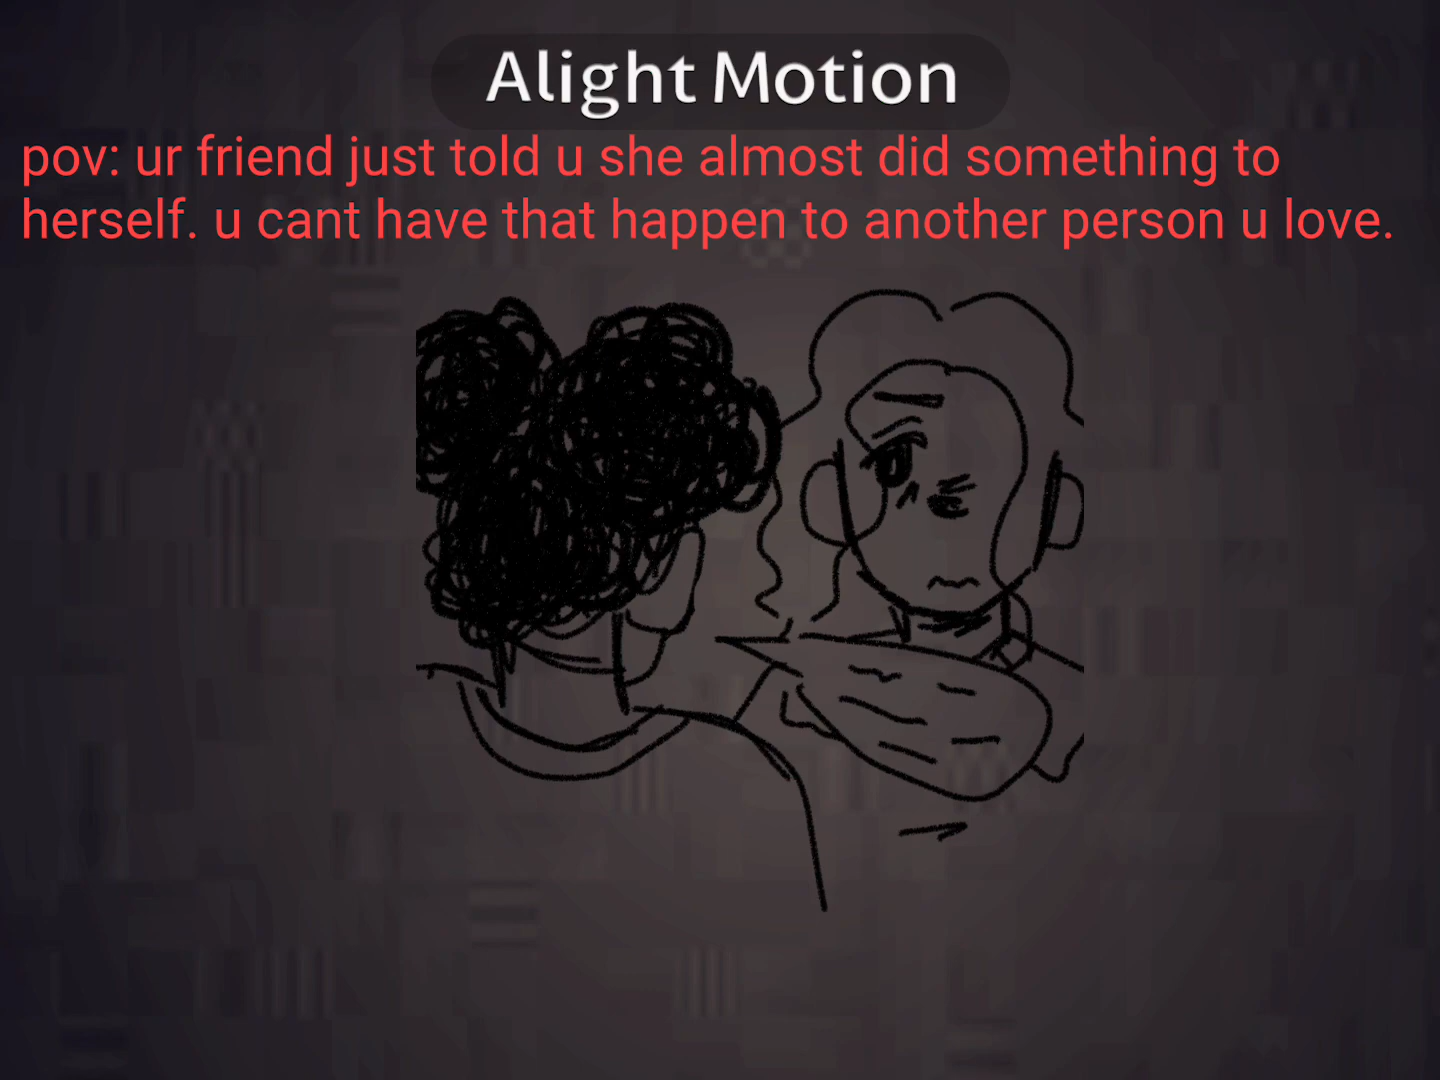 Alight Motion
pov: ur friend just told u she almost did something to
herself. u cant have that happen to another person u love.